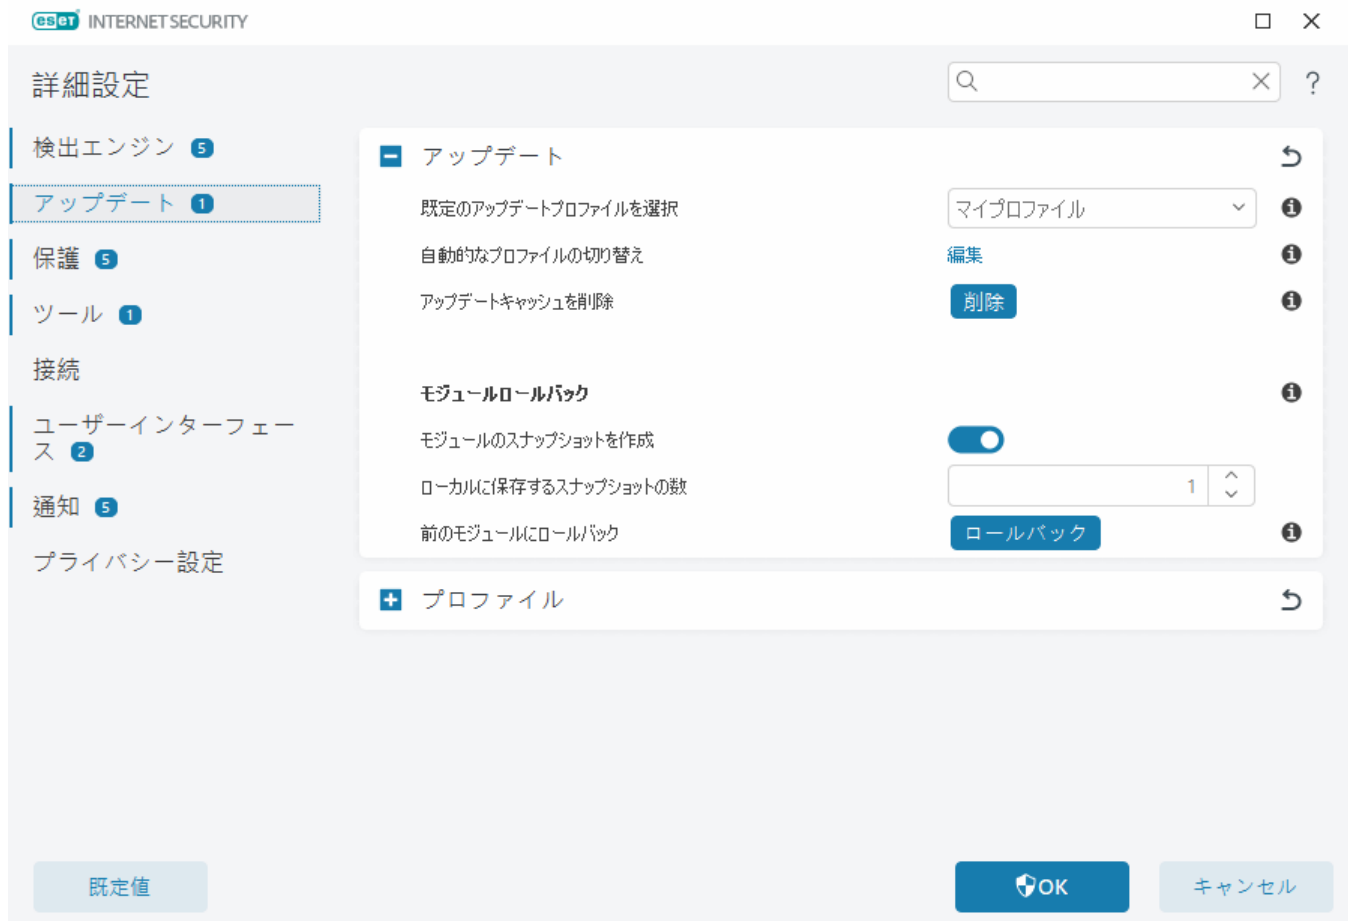 eset INTERNET SECURITY
詳細設定
?
検出エンジン 5
アップデート 1
保護 5
ツール 1
接続
ユーザーインターフェー
ス 2
通知 5
プライバシー設定
アップデート
既定のアップデートプロファイルを選択 マイプロファイル
自動的なプロファイルの切り替え 編集
アップデートキャッシュを削除 削除
モジュールロールバック
モジュールのスナップショットを作成
ローカルに保存するスナップショットの数 1
前のモジュールにロールバック ロールバック
プロファイル
既定値
OK
キャンセル